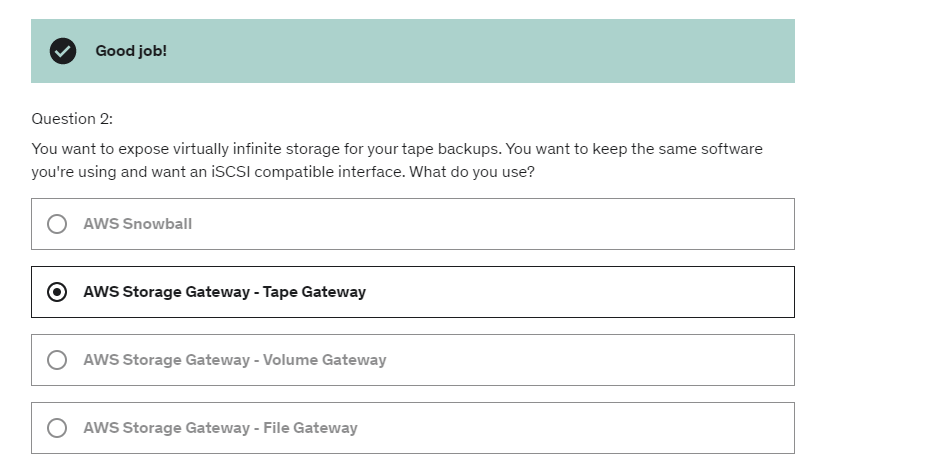 Good job!
Question 2:
You want to expose virtually infinite storage for your tape backups. You want to keep the same software
you're using and want an iSCSI compatible interface. What do you use?
AWS Snowball
AWS Storage Gateway - Tape Gateway
AWS Storage Gateway - Volume Gateway
AWS Storage Gateway - File Gateway